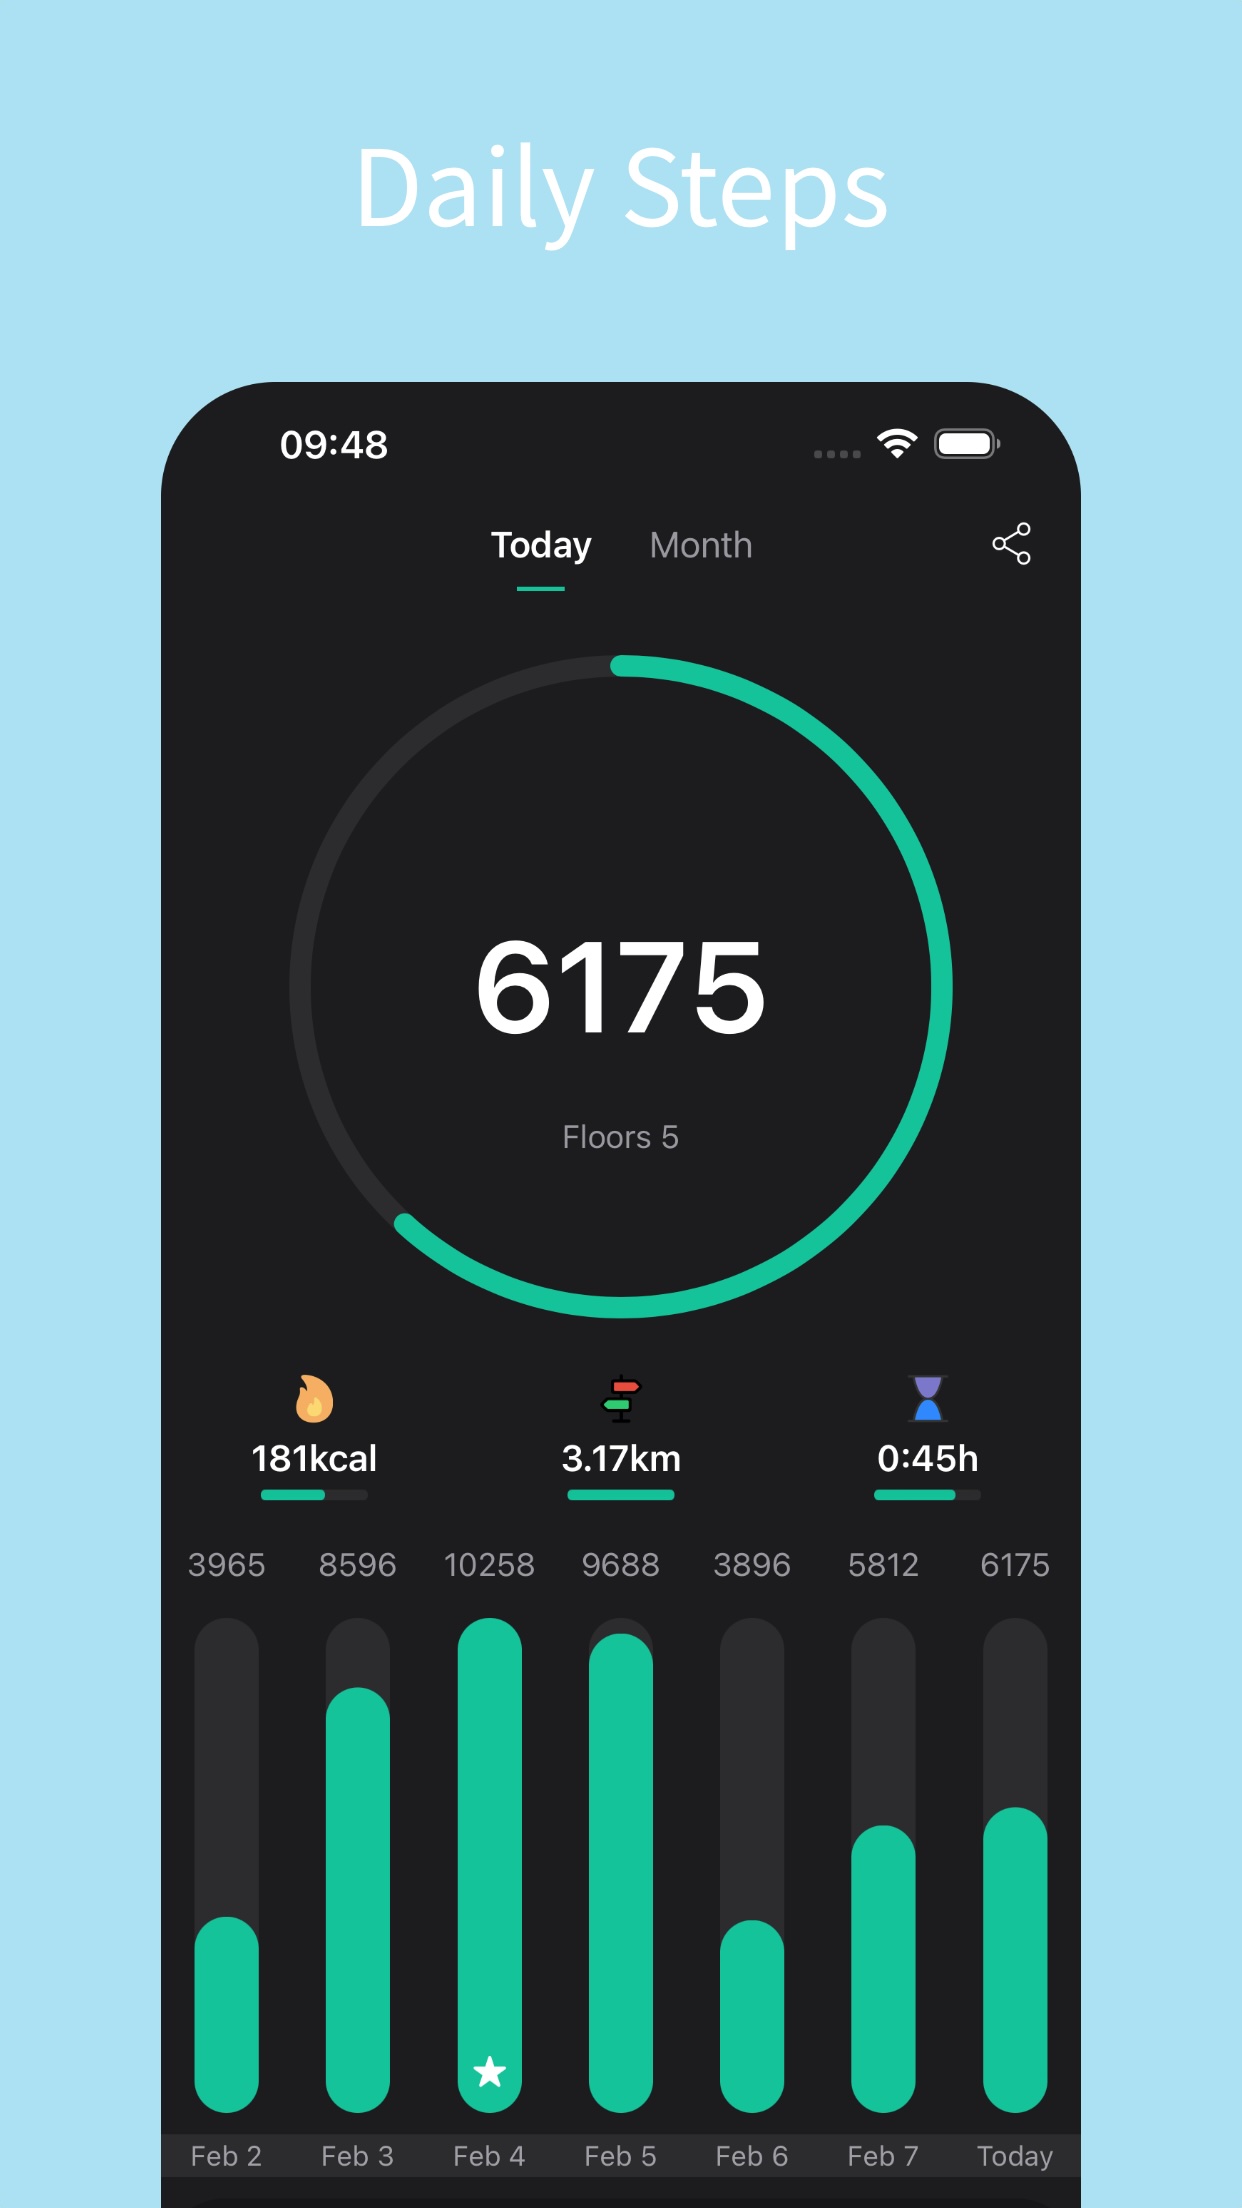 Daily Steps
09:48
Today Month
6175
Floors 5
181kcal 3.17km 0:45h
3965 8596 10258 9688 3896 5812 6175
Feb 2 Feb 3 Feb 4 Feb 5 Feb 6 Feb 7 Today